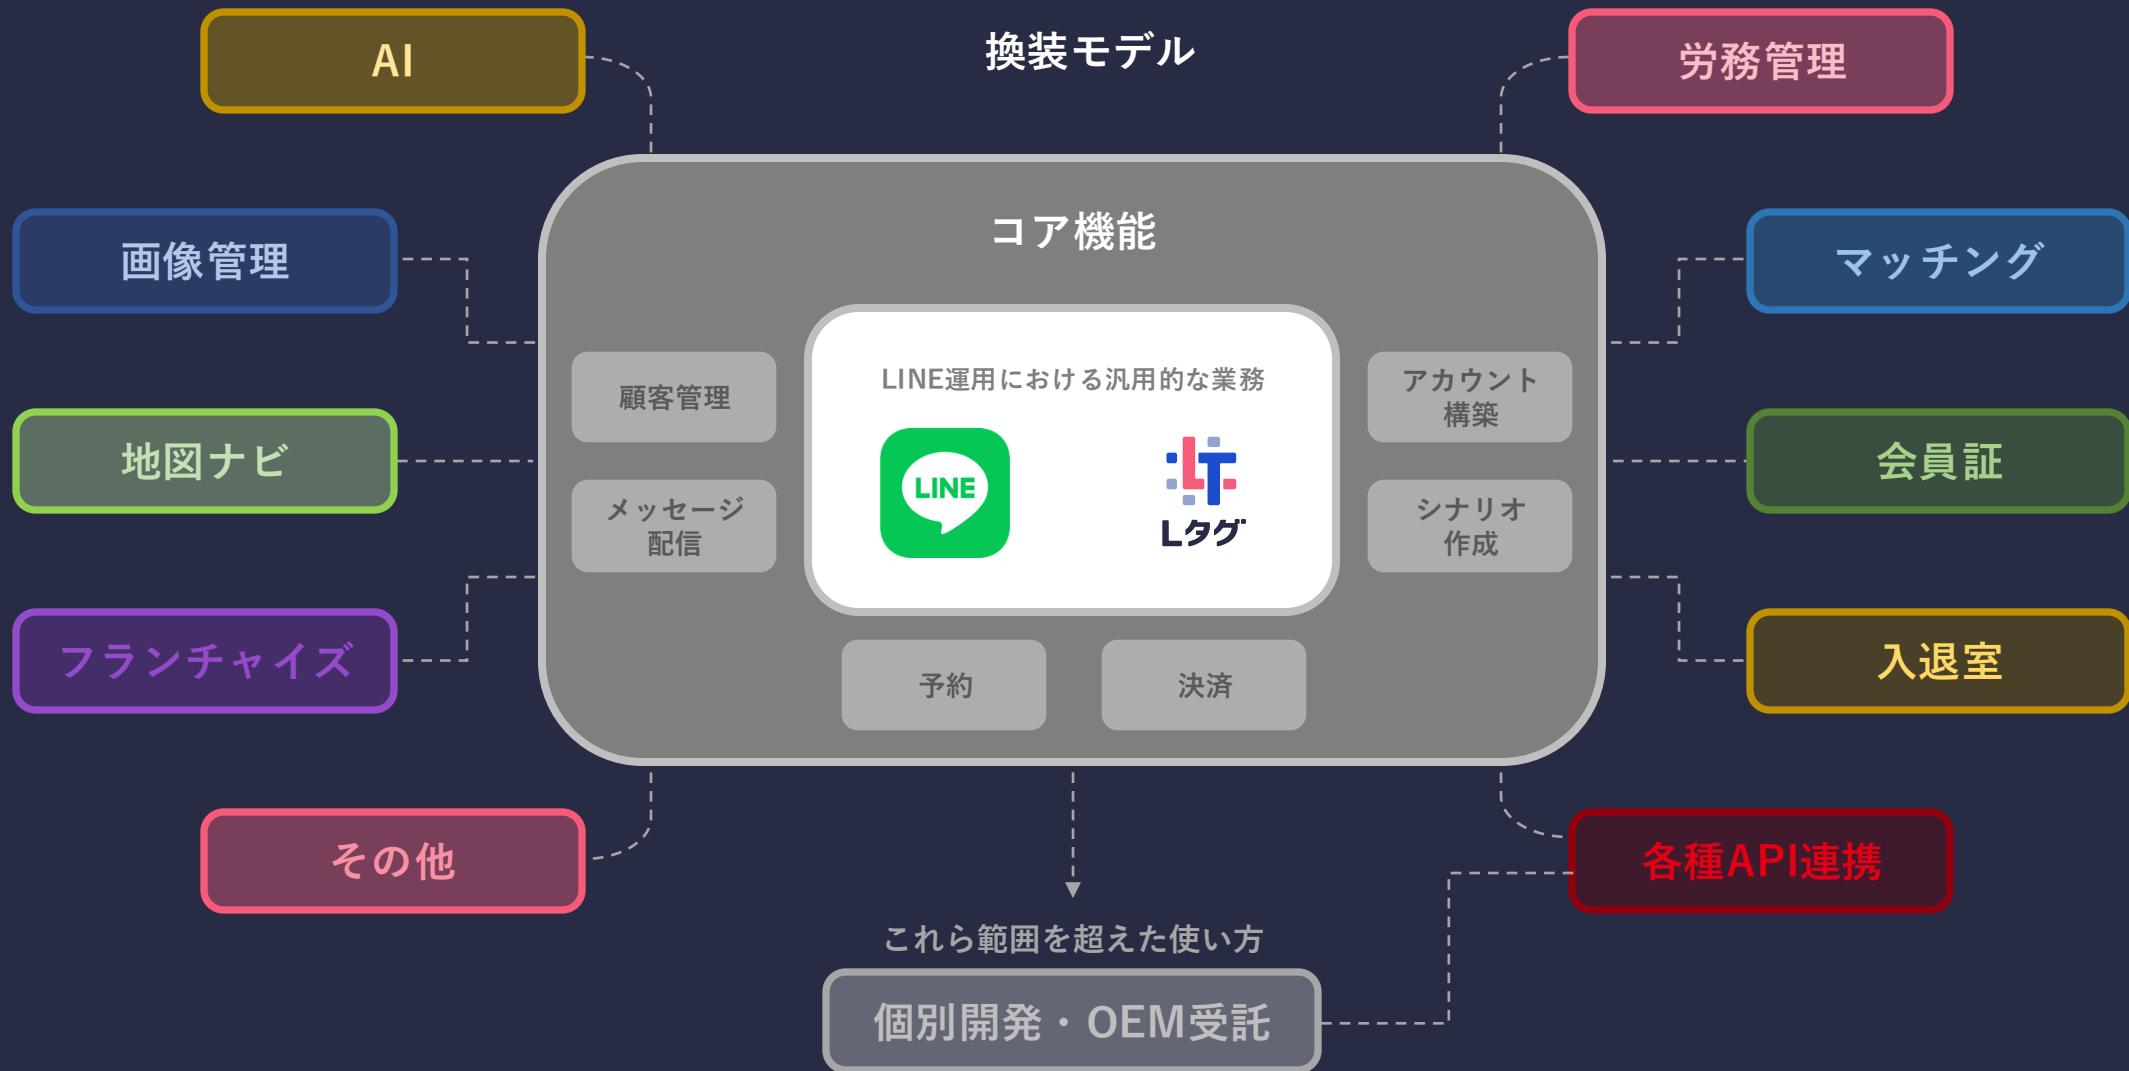 換装モデル
AI
労務管理
画像管理
マッチング
地図ナビ
会員証
フランチャイズ
入退室
その他
各種API連携
コア機能
LINE運用における汎用的な業務
LINE
Lタグ
顧客管理
メッセージ
配信
アカウント
構築
シナリオ
作成
予約
決済
これら範囲を超えた使い方
個別開発・OEM受託